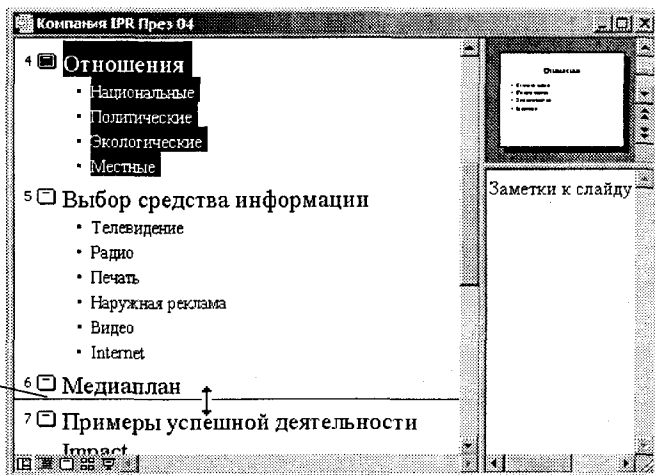 Компания IPR През 04
4 Отношения
• Национальные
• Политические
• Экологические
• Местные
5 Выбор средства информации
• Телевидение
• Радио
• Печать
• Наружная реклама
• Видео
• Internet
6 Медиаплан
7 Примеры успешной деятельности
Impact
Заметки к слайду